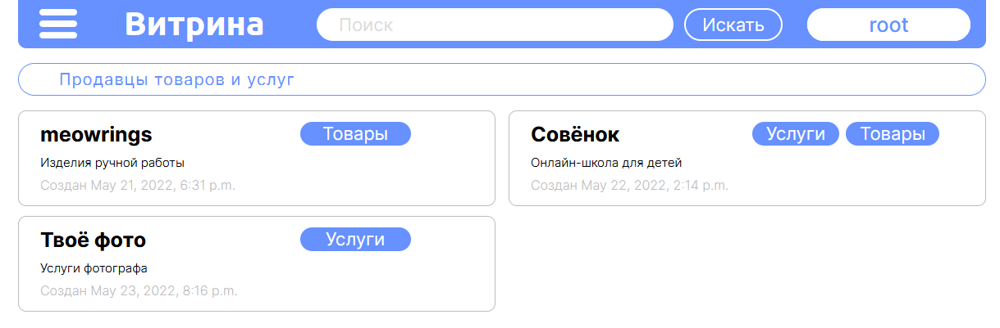 Витрина Поиск Искать root
Продавцы товаров и услуг
meowrings Товары
Изделия ручной работы
Создан May 21, 2022, 6:31 p.m.
Совёнок Услуги Товары
Онлайн-школа для детей
Создан May 22, 2022, 2:14 p.m.
Твоё фото Услуги
Услуги фотографа
Создан May 23, 2022, 8:16 p.m.